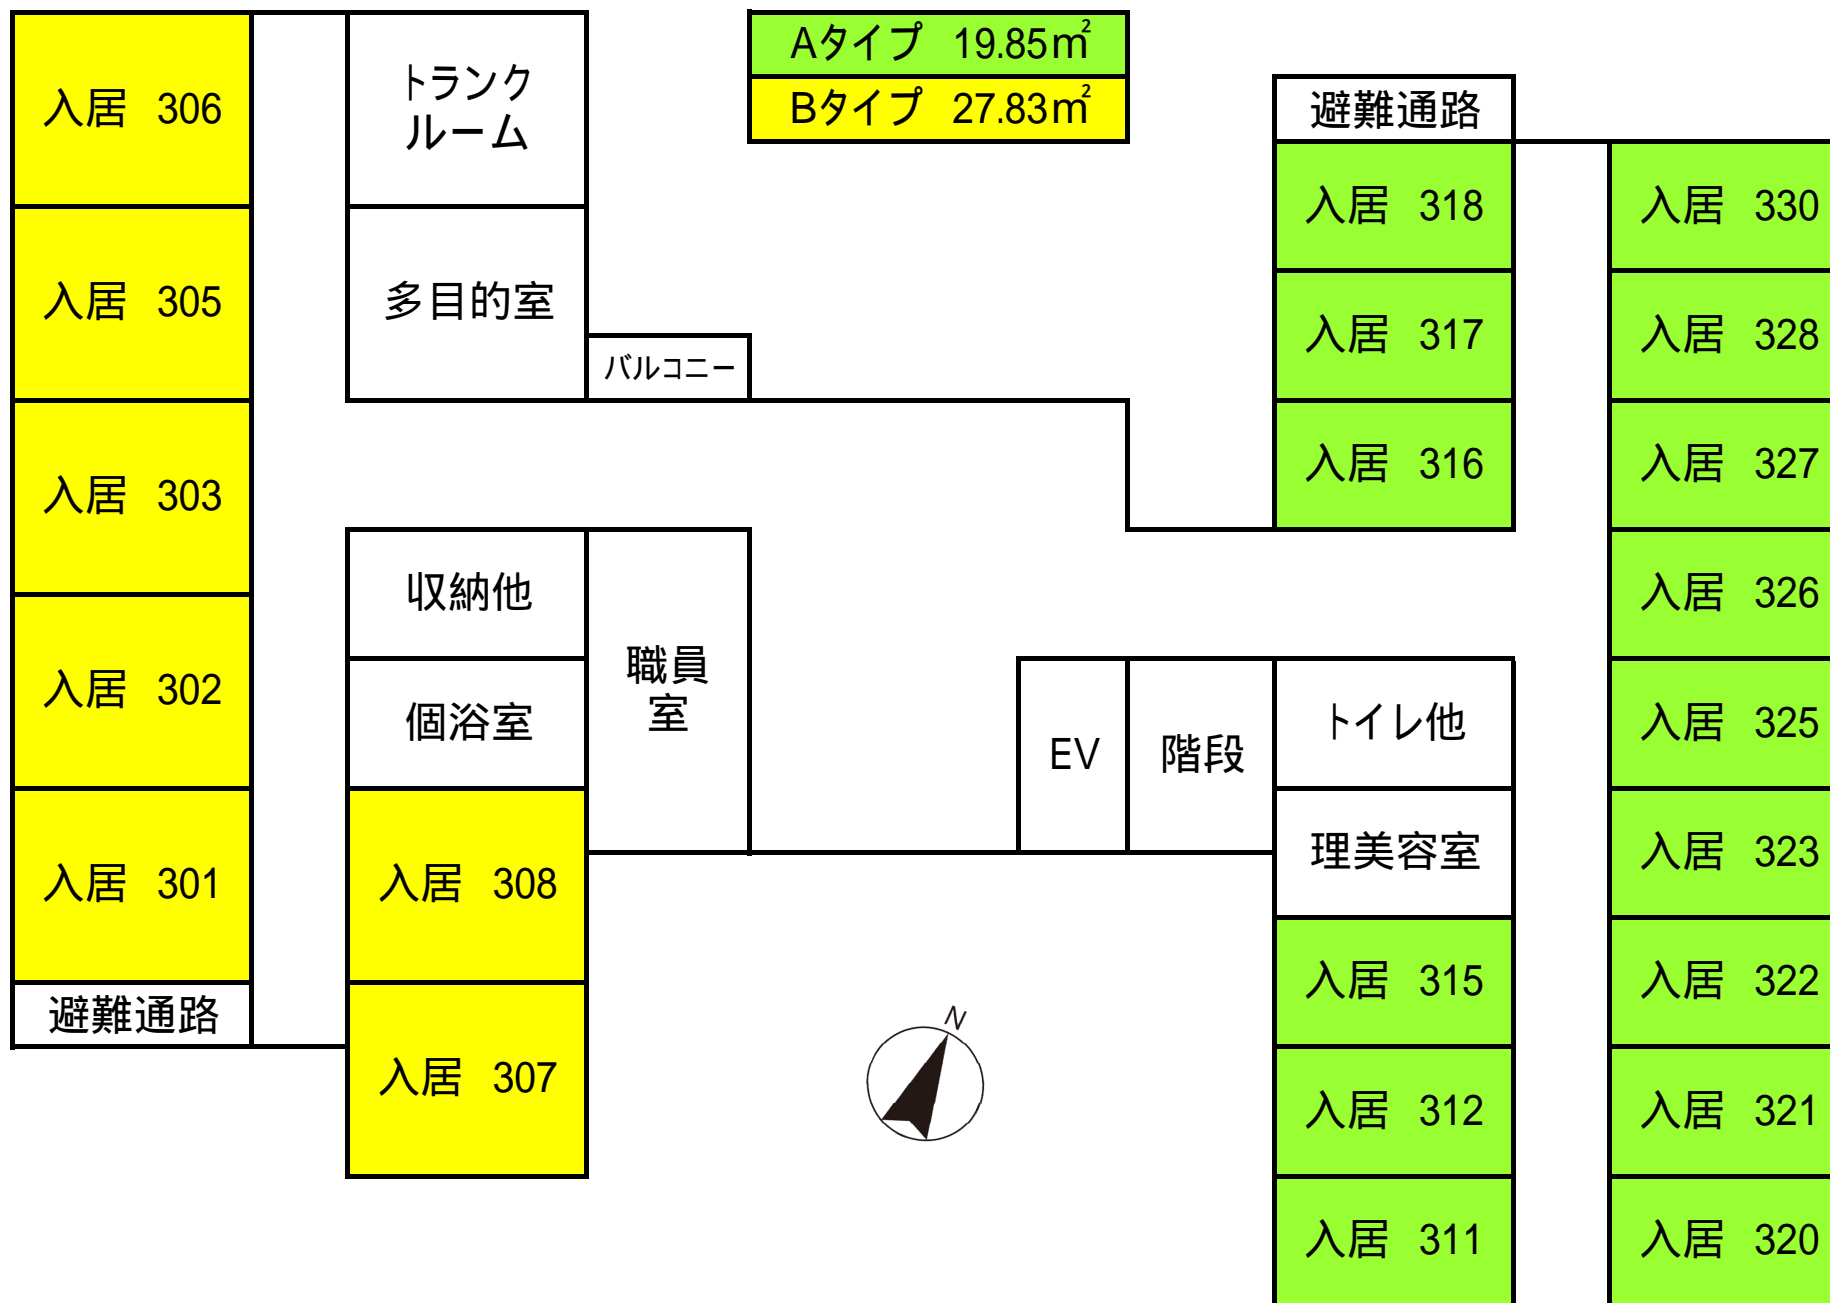 Aタイプ 19.85㎡
Bタイプ 27.83㎡
入居 306
トランク
ルーム
避難通路
入居 318
入居 330
入居 305
多目的室
バルコニー
入居 317
入居 328
入居 303
入居 316
入居 327
収納他
職員
室
入居 326
入居 302
個浴室
EV
階段
トイレ他
入居 325
入居 301
入居 308
理美容室
入居 323
避難通路
入居 307
N
入居 315
入居 322
入居 312
入居 321
入居 311
入居 320